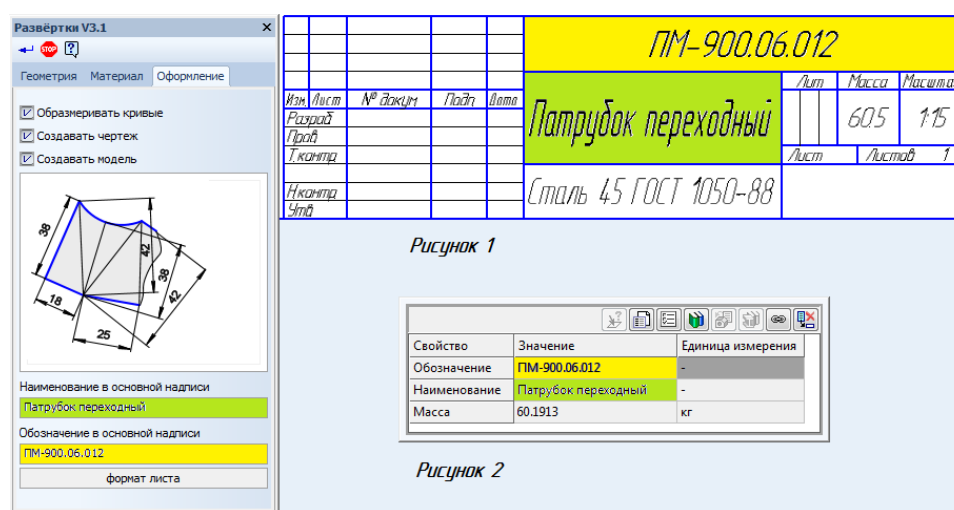 Развёртки V3.1
STOP
Геометрия Материал Оформление
Образмеривать кривые
Создавать чертеж
Создавать модель
38
42
38
42
18
25
Наименование в основной надписи
Патрубок переходный
Обозначение в основной надписи
ПМ-900.06.012
формат листа
ПМ-900.06.012
Изм. Лист № докум Подп Дата
Разраб
Пров
Т.контр
Н.контр
Утв
Патрубок переходный
Лит Масса Масшта
60.5 1:15
Лист Листов 1
Сталь 45 ГОСТ 1050-88
Рисунок 1
Свойство Значение Единица измерения
Обозначение ПМ-900.06.012 -
Наименование Патрубок переходный -
Масса 60.1913 кг
Рисунок 2